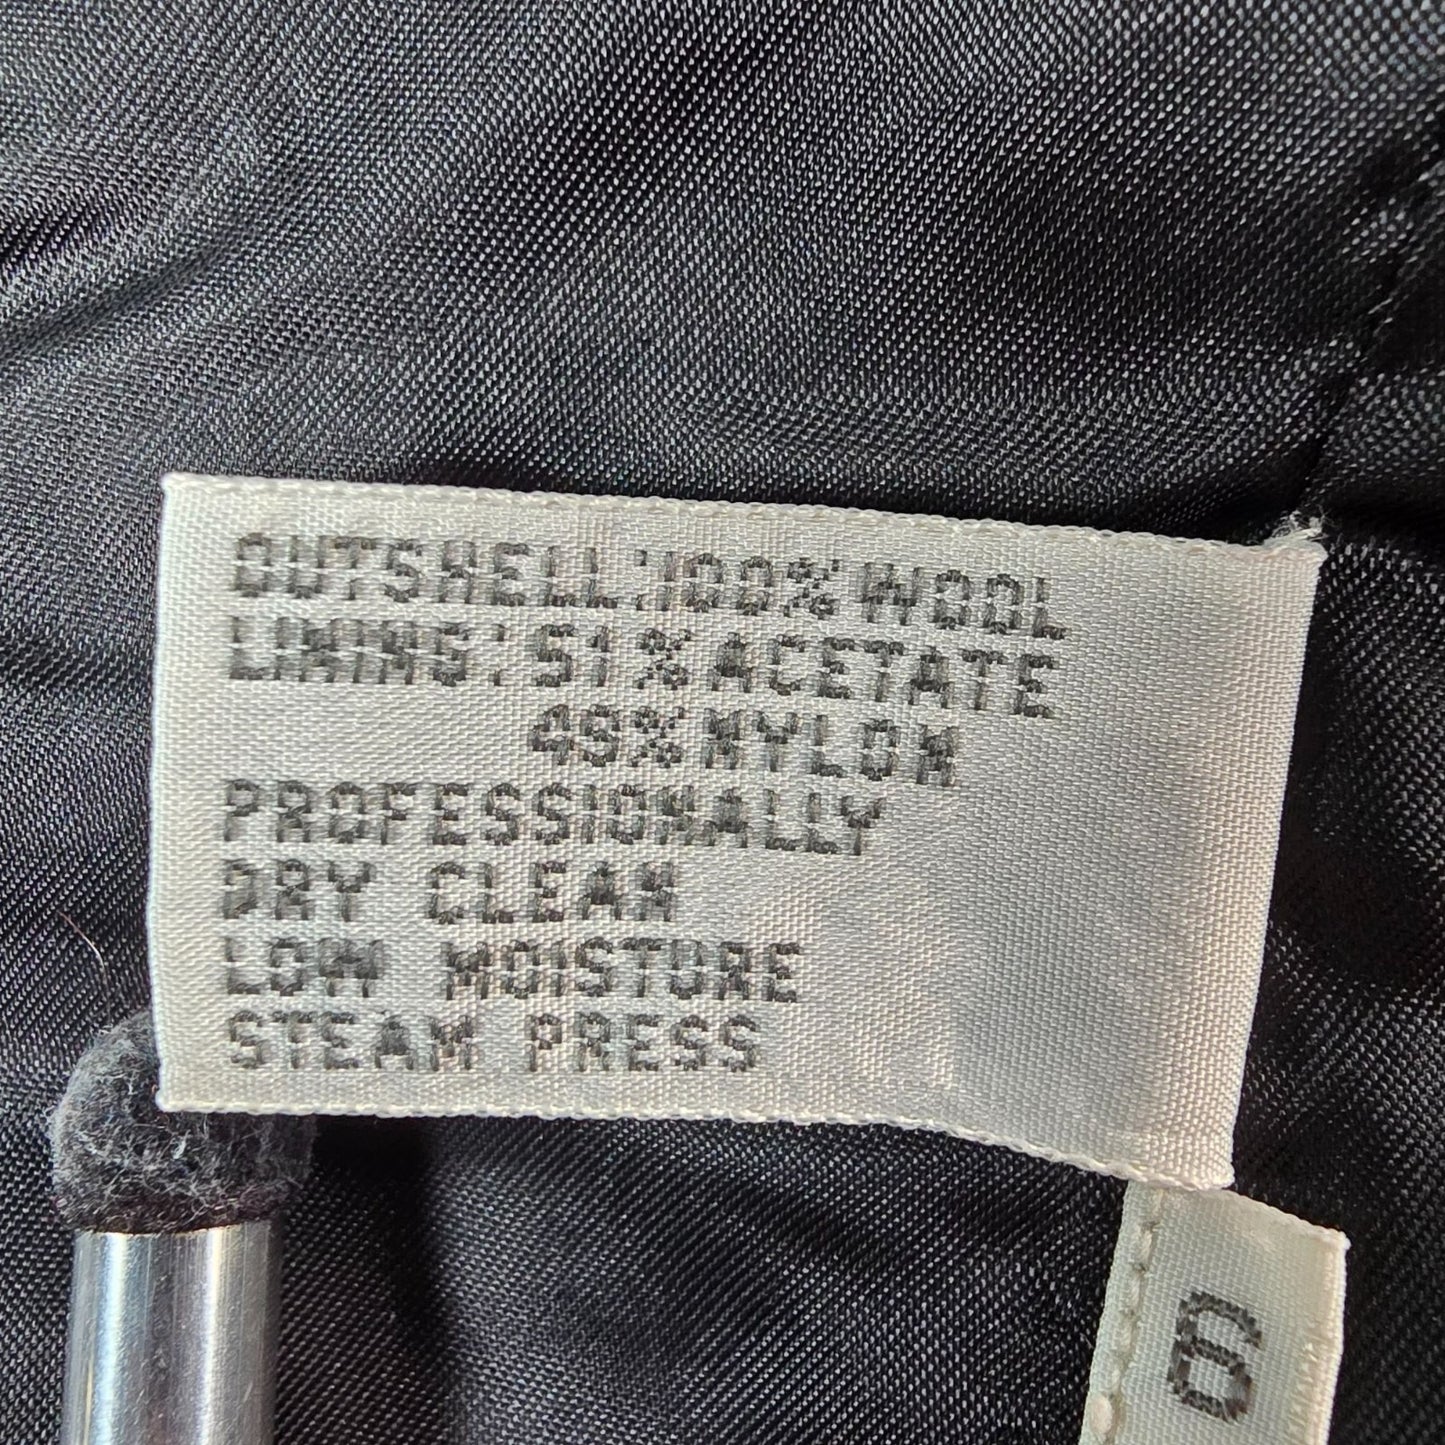 OUTSHELL:100% WOOL
LINING:51% ACETATE
49% NYLON
PROFESSIONALLY
DRY CLEAN
LOW MOISTURE
STEAM PRESS
6